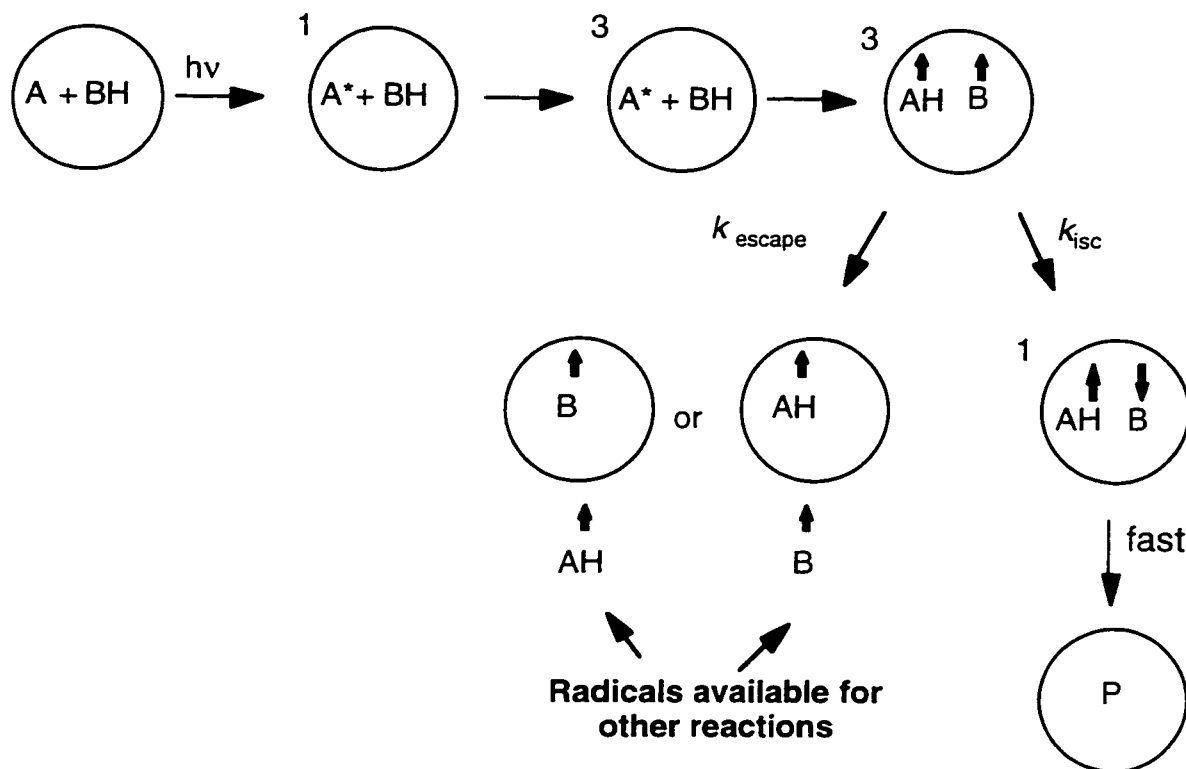 A + BH
hν
1
A* + BH
3
A* + BH
3
AH B
k escape
k isc
B
or
AH
1
AH B
AH
B
fast
Radicals available for
other reactions
P